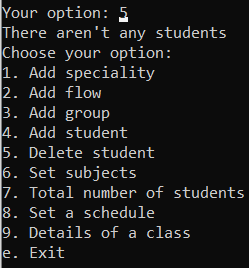 Your option: 5
There aren't any students
Choose your option:
1. Add speciality
2. Add flow
3. Add group
4. Add student
5. Delete student
6. Set subjects
7. Total number of students
8. Set a schedule
9. Details of a class
e. Exit